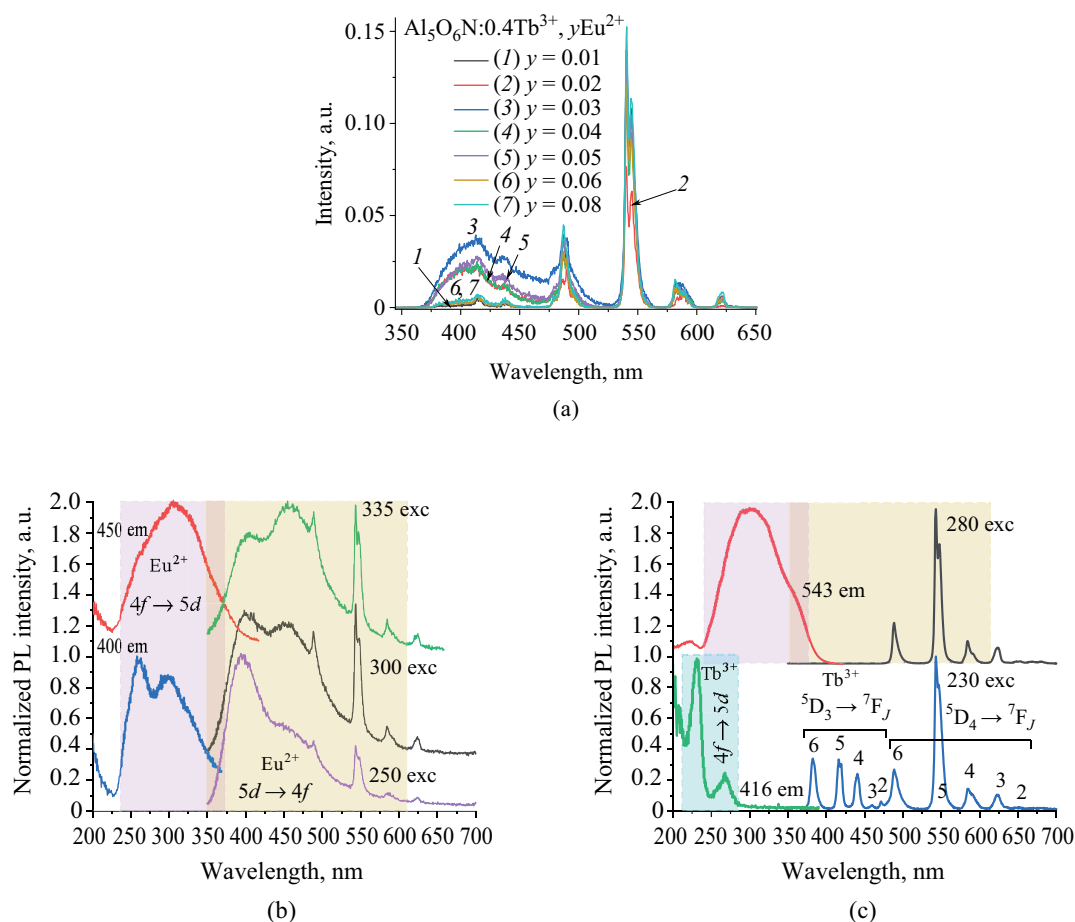 Al₅O₆N:0.4Tb³⁺, yEu²⁺
(1) y = 0.01
(2) y = 0.02
(3) y = 0.03
(4) y = 0.04
(5) y = 0.05
(6) y = 0.06
(7) y = 0.08
Intensity, a.u.
0.15
0.10
0.05
0
1
3
4
5
6, 7
2
350 400 450 500 550 600 650
Wavelength, nm
(a)
Normalized PL intensity, a.u.
2.0
1.8
1.6
1.4
1.2
1.0
0.8
0.6
0.4
0.2
0
450 em
Eu²⁺
4f → 5d
400 em
335 exc
300 exc
Eu²⁺
250 exc
5d → 4f
200 250 300 350 400 450 500 550 600 650 700
Wavelength, nm
(b)
Normalized PL intensity, a.u.
2.0
1.8
1.6
1.4
1.2
1.0
0.8
0.6
0.4
0.2
0
280 exc
543 em
Tb³⁺
4f → 5d
416 em
Tb³⁺
230 exc
⁵D₃ → ⁷F_J
⁵D₄ → ⁷F_J
6 5 4 3 2 6 5 4 3 2
200 250 300 350 400 450 500 550 600 650 700
Wavelength, nm
(c)